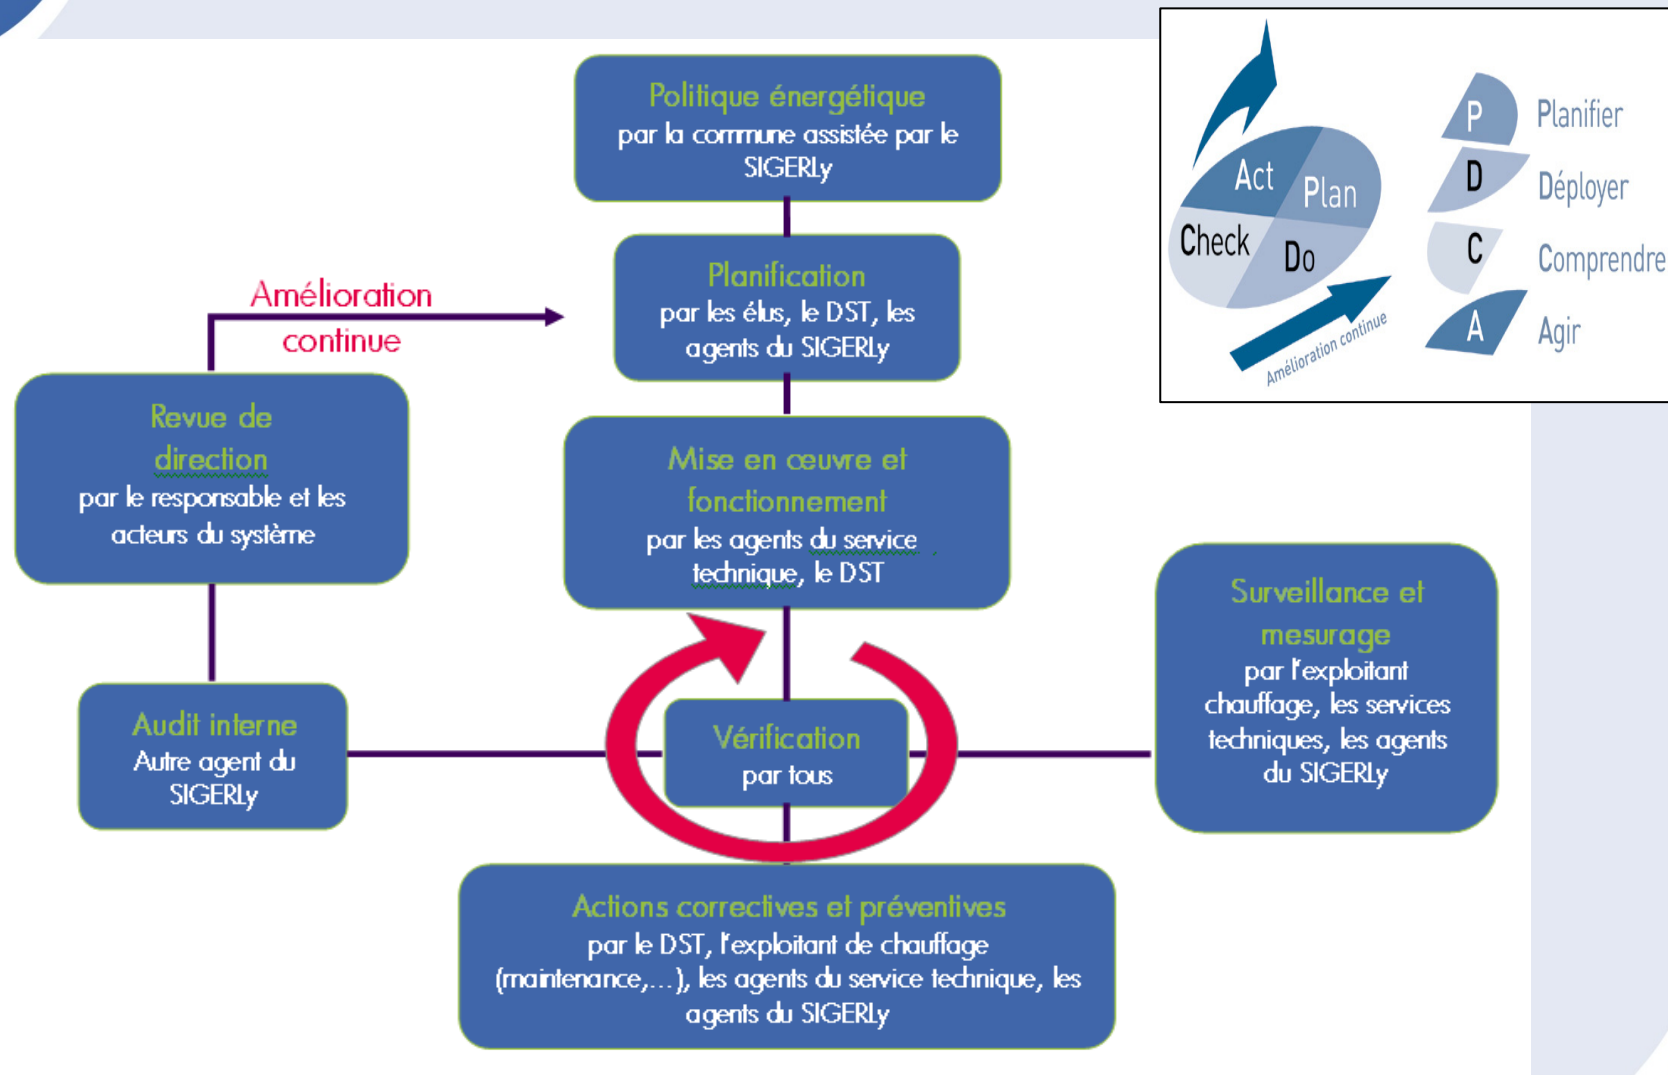 Politique énergétique
par la commune assistée par le
SIGERLy
Planification
par les élus, le DST, les
agents du SIGERLy
Amélioration
continue
Revue de
direction
par le responsable et les
acteurs du système
Mise en œuvre et
fonctionnement
par les agents du service
technique, le DST
Surveillance et
mesurage
par l'exploitant
chauffage, les services
techniques, les agents
du SIGERLy
Audit interne
Autre agent du
SIGERLy
Vérification
par tous
Actions correctives et préventives
par le DST, l'exploitant de chauffage
(maintenance,...), les agents du service technique, les
agents du SIGERLy
Act
Plan
Check
Do
Amélioration continue
P Planifier
D Déployer
C Comprendre
A Agir